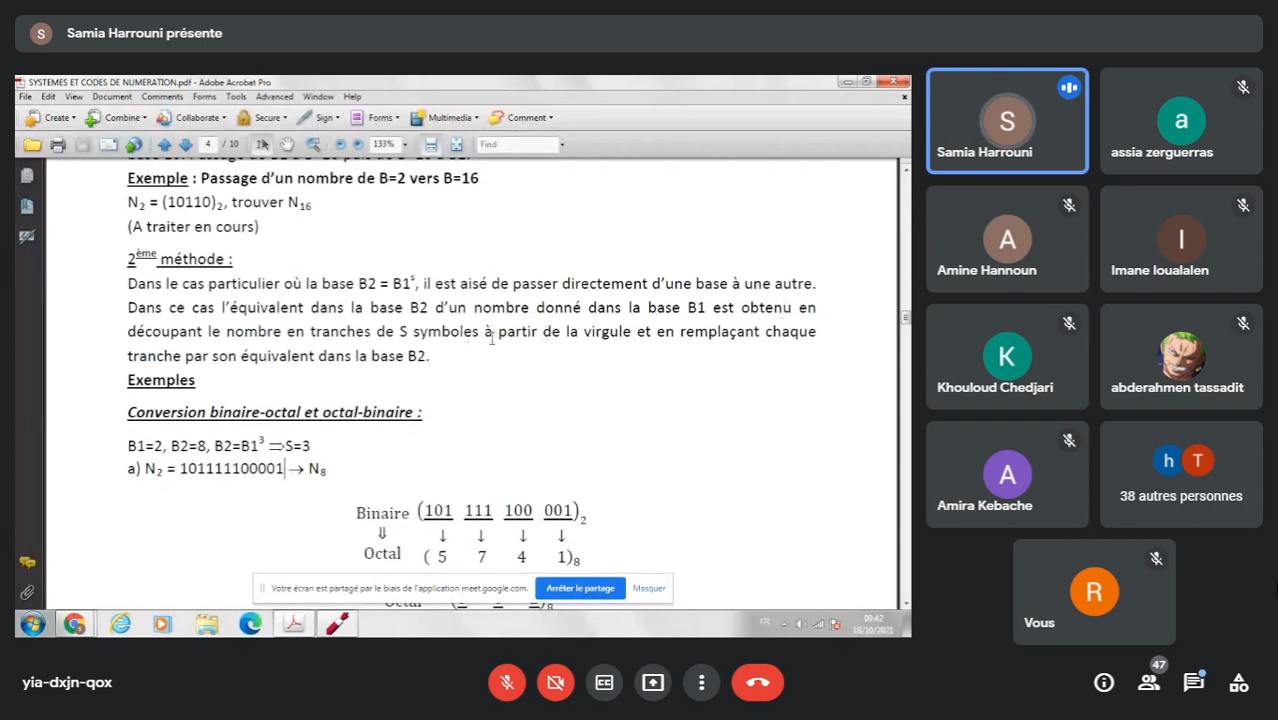 Samia Harrouni présente
SYSTEMES ET CODES DE NUMERATION.pdf - Adobe Acrobat Pro
File Edit View Document Comments Forms Tools Advanced Window Help
Create Combine Collaborate Secure Sign Forms Multimedia Comment
4 / 10 133% Find
Exemple : Passage d'un nombre de B=2 vers B=16
N2 = (10110)2, trouver N16
(A traiter en cours)
2ème méthode :
Dans le cas particulier où la base B2 = B1^s, il est aisé de passer directement d'une base à une autre.
Dans ce cas l'équivalent dans la base B2 d'un nombre donné dans la base B1 est obtenu en
découpant le nombre en tranches de S symboles à partir de la virgule et en remplaçant chaque
tranche par son équivalent dans la base B2.
Exemples
Conversion binaire-octal et octal-binaire :
B1=2, B2=8, B2=B1^3 ⇒S=3
a) N2 = 101111100001 → N8
Binaire (101 111 100 001)2
⇓ ↓ ↓ ↓ ↓
Octal ( 5 7 4 1)8
Votre écran est partagé par le biais de l'application meet.google.com. Arrêter le partage Masquer
FR 09:42
18/10/2021
S
Samia Harrouni
a
assia zerguerras
A
Amine Hannoun
I
Imane loualalen
K
Khouloud Chedjari
abderahmen tassadit
A
Amira Kebache
h T
38 autres personnes
R
Vous
yia-dxjn-qox
CC
47